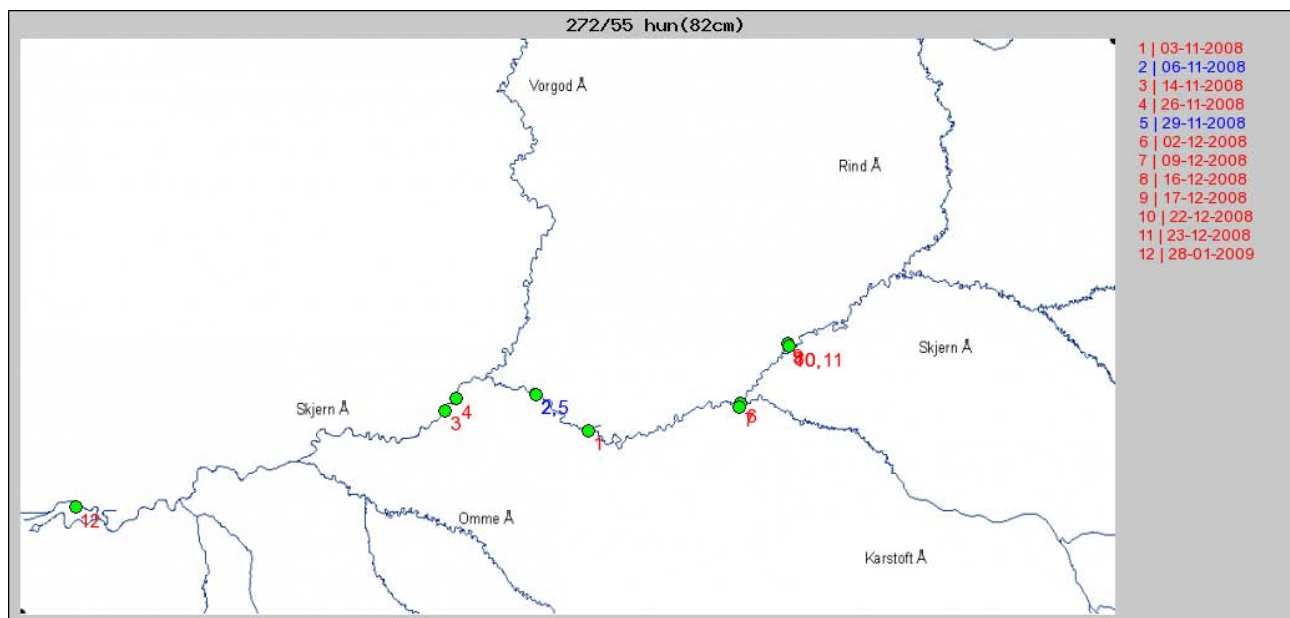 272/55 hun(82cm)
1 | 03-11-2008
2 | 06-11-2008
3 | 14-11-2008
4 | 26-11-2008
5 | 29-11-2008
6 | 02-12-2008
7 | 09-12-2008
8 | 16-12-2008
9 | 17-12-2008
10 | 22-12-2008
11 | 23-12-2008
12 | 28-01-2009
Vorgod Å
Rind Å
Skjern Å
10,11
Skjern Å
4
2,5
3
6
1
12
Omme Å
Karstoft Å